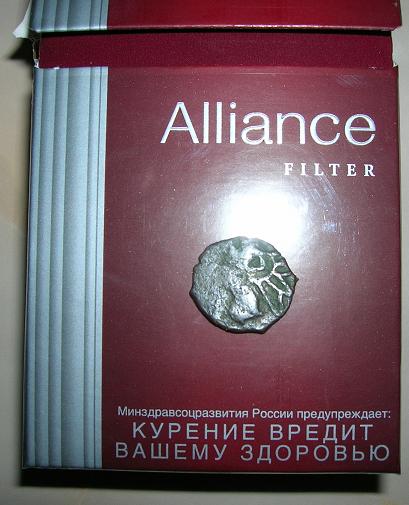 Alliance
FILTER
Минздравсоцразвития России предупреждает:
КУРЕНИЕ ВРЕДИТ
ВАШЕМУ ЗДОРОВЬЮ